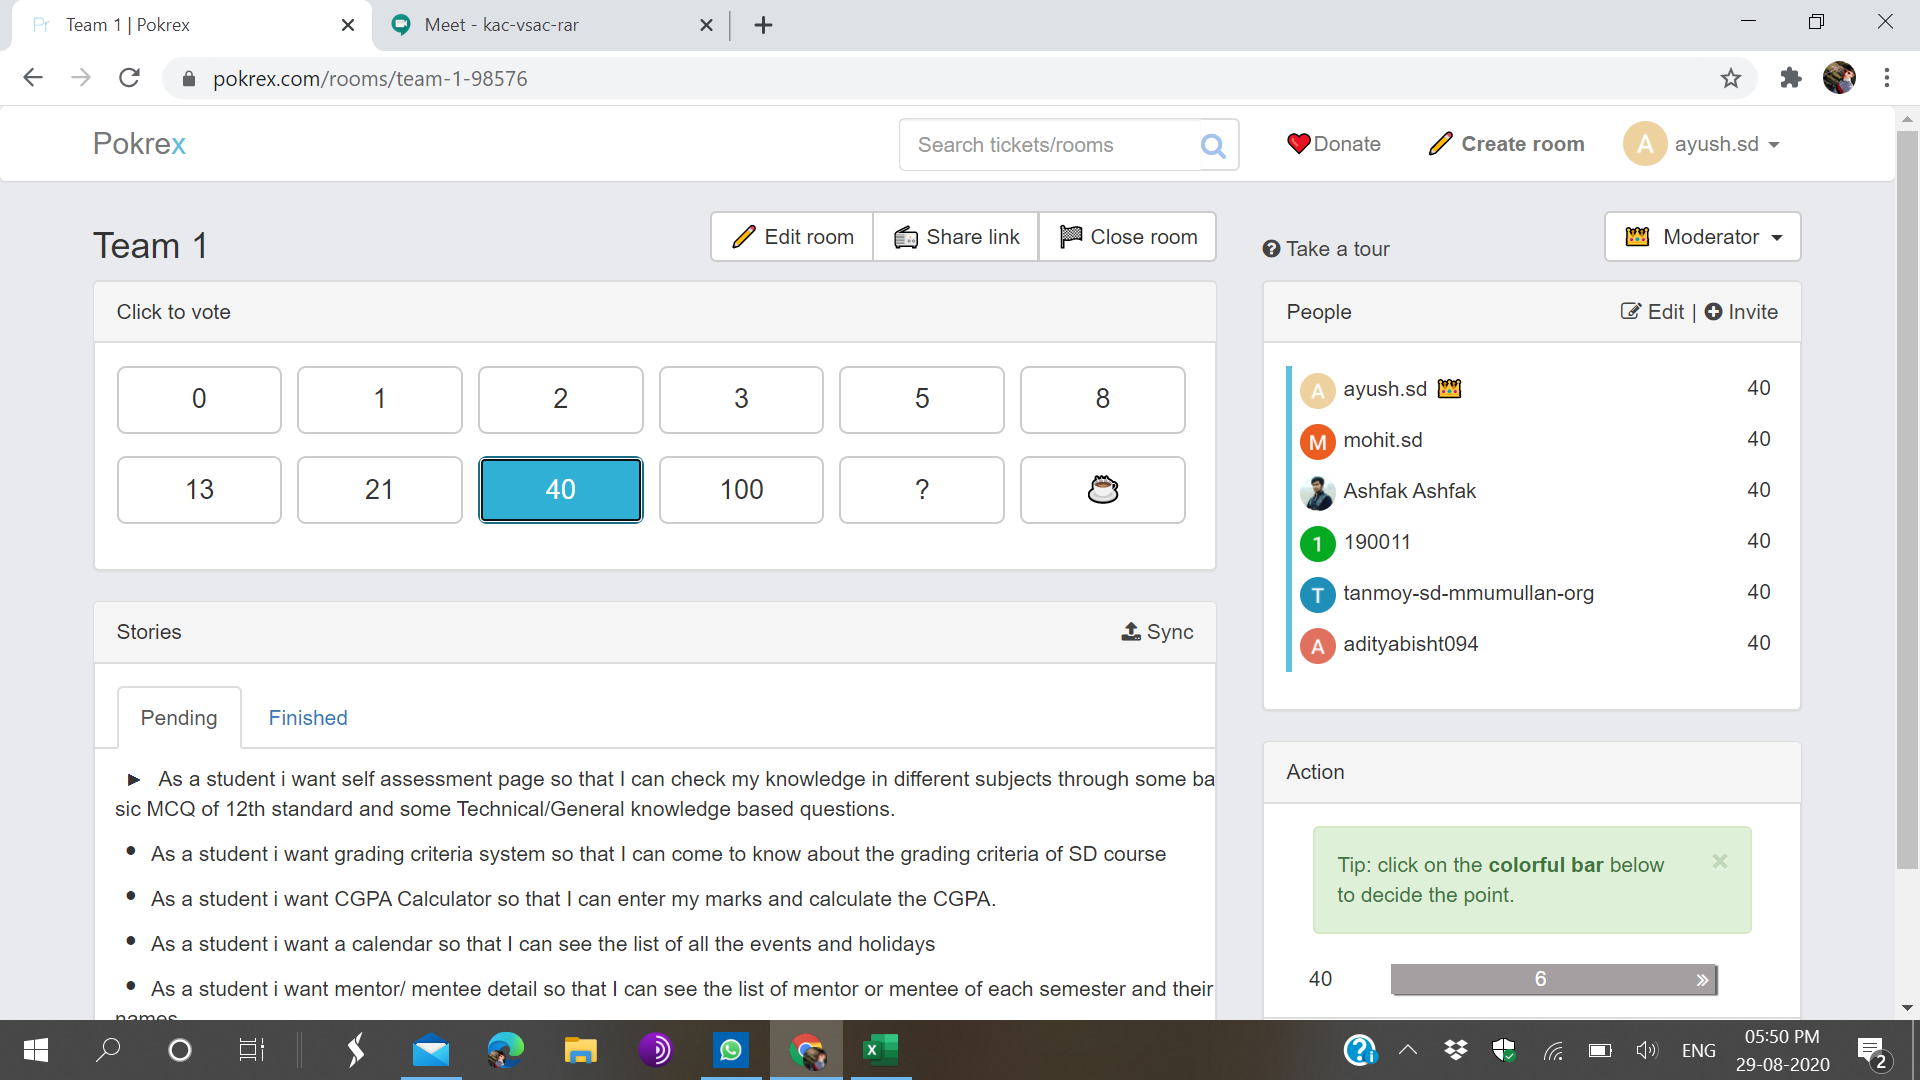 Pr Team 1 | Pokrex
Meet - kac-vsac-rar
pokrex.com/rooms/team-1-98576
Pokrex
Search tickets/rooms
Donate
Create room
A ayush.sd
Team 1
Edit room
Share link
Close room
Take a tour
Moderator
Click to vote
0 1 2 3 5 8
13 21 40 100 ?
People
Edit | Invite
A ayush.sd 40
M mohit.sd 40
Ashfak Ashfak 40
1 190011 40
T tanmoy-sd-mmumullan-org 40
A adityabisht094 40
Stories
Sync
Pending
Finished
► As a student i want self assessment page so that I can check my knowledge in different subjects through some ba
sic MCQ of 12th standard and some Technical/General knowledge based questions.
• As a student i want grading criteria system so that I can come to know about the grading criteria of SD course
• As a student i want CGPA Calculator so that I can enter my marks and calculate the CGPA.
• As a student i want a calendar so that I can see the list of all the events and holidays
• As a student i want mentor/ mentee detail so that I can see the list of mentor or mentee of each semester and their
names
Action
Tip: click on the colorful bar below
to decide the point.
×
40 6 »
ENG
05:50 PM
29-08-2020
2